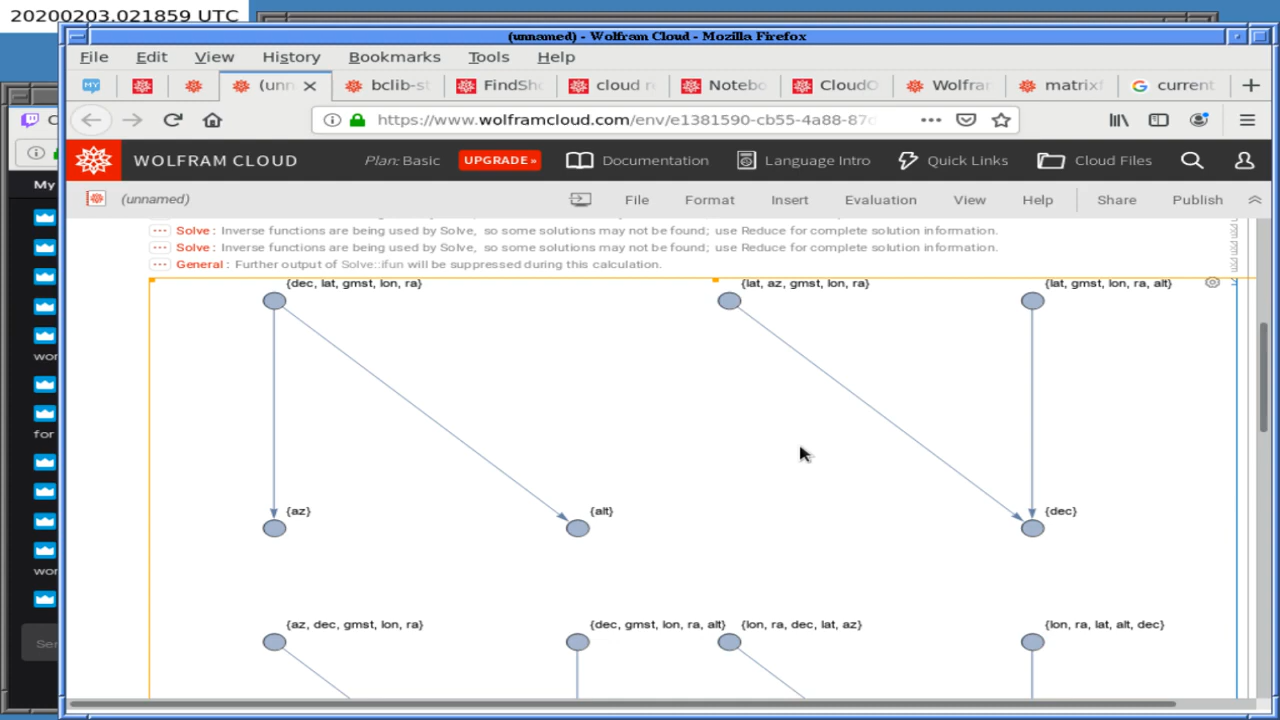 20200203.021859 UTC
(unnamed) - Wolfram Cloud - Mozilla Firefox
File Edit View History Bookmarks Tools Help
MY (unn bclib-st FindSho cloud r Notebo CloudO Wolfra matrix current
https://www.wolframcloud.com/env/e1381590-cb55-4a88-87c
WOLFRAM CLOUD Plan: Basic UPGRADE» Documentation Language Intro Quick Links Cloud Files
My
(unnamed) File Format Insert Evaluation View Help Share Publish
Solve: Inverse functions are being used by Solve, so some solutions may not be found; use Reduce for complete solution information.
Solve: Inverse functions are being used by Solve, so some solutions may not be found; use Reduce for complete solution information.
General: Further output of Solve::ifun will be suppressed during this calculation.
{dec, lat, gmst, lon, ra} {lat, az, gmst, lon, ra} {lat, gmst, lon, ra, alt}
wor
for
{az} {alt} {dec}
wor
{az, dec, gmst, lon, ra} {dec, gmst, lon, ra, alt} {lon, ra, dec, lat, az} {lon, ra, lat, alt, dec}
Ser